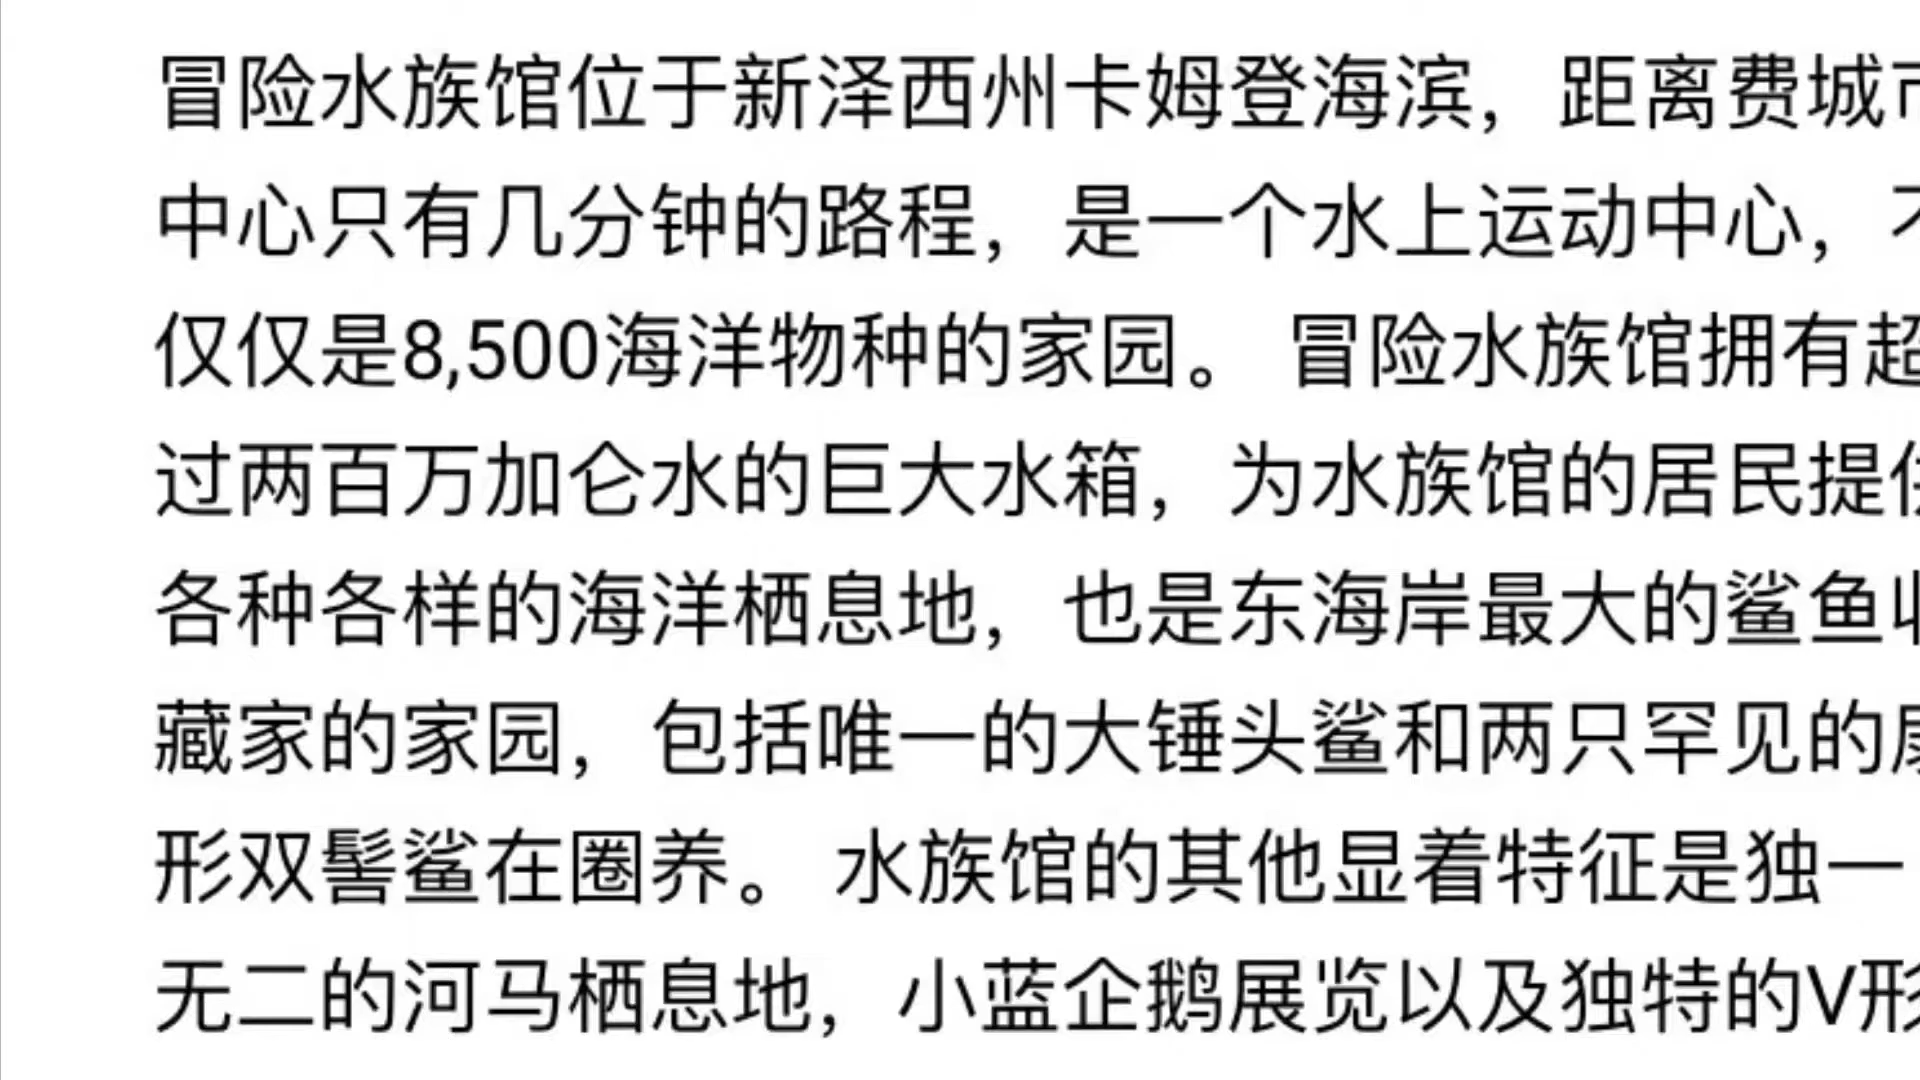 冒险水族馆位于新泽西州卡姆登海滨，距离费城市
中心只有几分钟的路程，是一个水上运动中心，不
仅仅是8,500海洋物种的家园。 冒险水族馆拥有超
过两百万加仑水的巨大水箱，为水族馆的居民提供
各种各样的海洋栖息地，也是东海岸最大的鲨鱼收
藏家的家园，包括唯一的大锤头鲨和两只罕见的
形双髻鲨在圈养。 水族馆的其他显着特征是独一
无二的河马栖息地，小蓝企鹅展览以及独特的V形